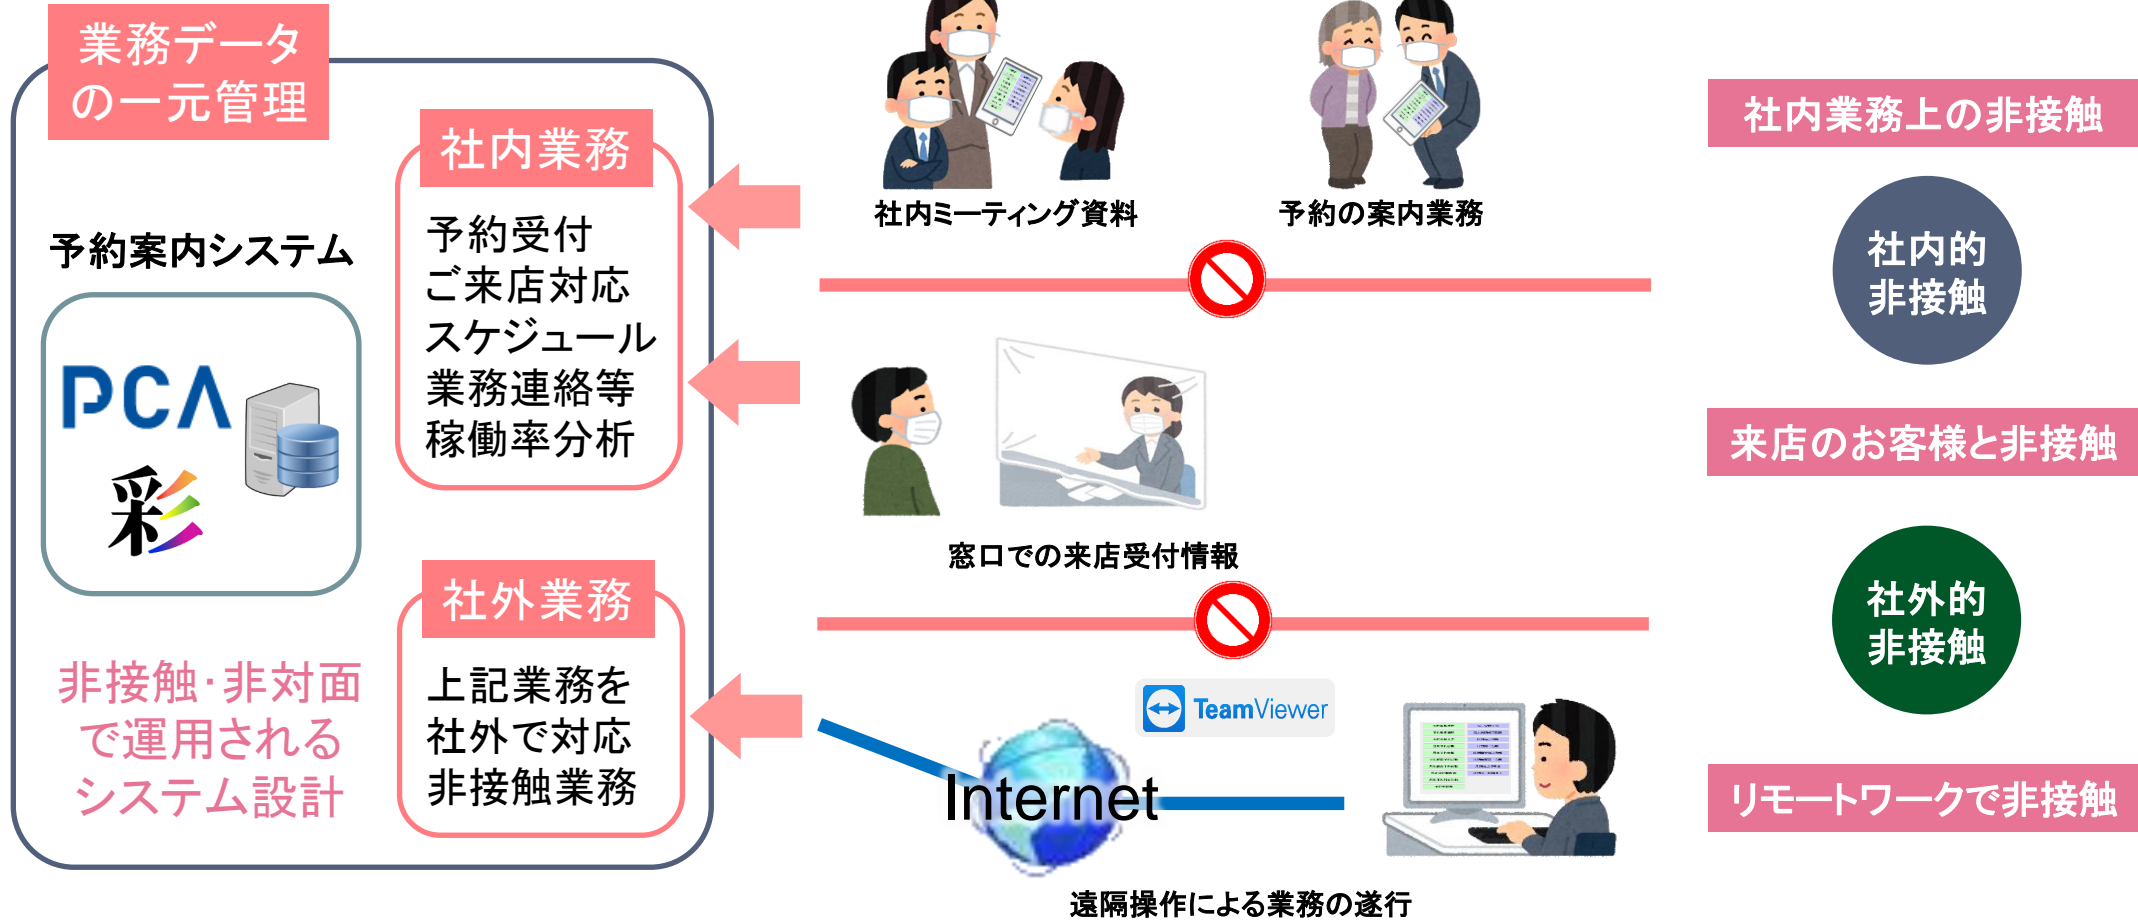 業務データ
の一元管理
予約案内システム
PCA
彩
非接触・非対面
で運用される
システム設計
社内業務
予約受付
ご来店対応
スケジュール
業務連絡等
稼働率分析
社外業務
上記業務を
社外で対応
非接触業務
社内ミーティング資料
予約の案内業務
窓口での来店受付情報
TeamViewer
Internet
遠隔操作による業務の遂行
社内業務上の非接触
社内的
非接触
来店のお客様と非接触
社外的
非接触
リモートワークで非接触